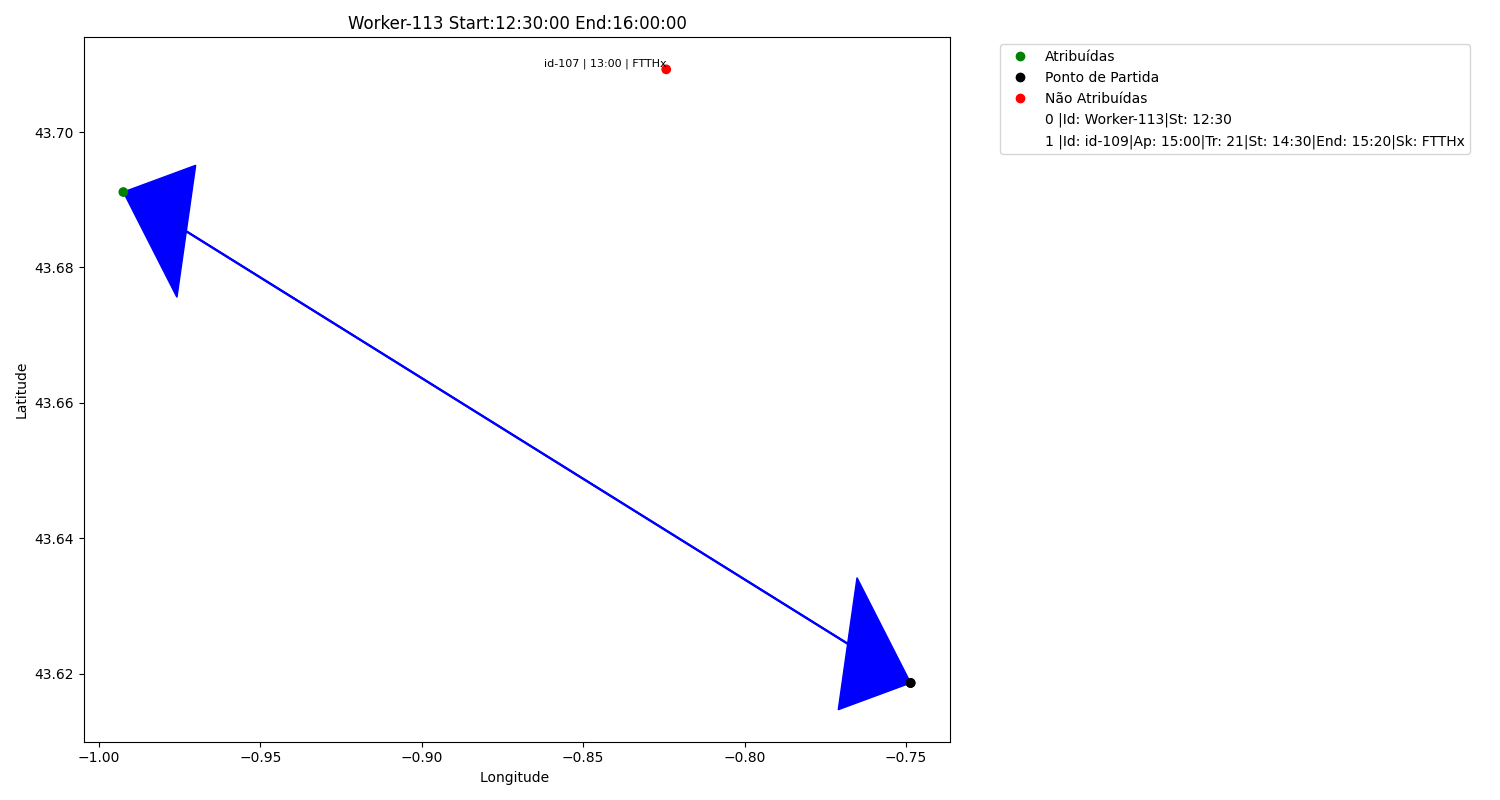 Worker-113 Start:12:30:00 End:16:00:00
id-107 | 13:00 | FTTHx
Atribuídas
Ponto de Partida
Não Atribuídas
0 |Id: Worker-113|St: 12:30
1 |Id: id-109|Ap: 15:00|Tr: 21|St: 14:30|End: 15:20|Sk: FTTHx
Latitude
43.70
43.68
43.66
43.64
43.62
−1.00
−0.95
−0.90
−0.85
−0.80
−0.75
Longitude